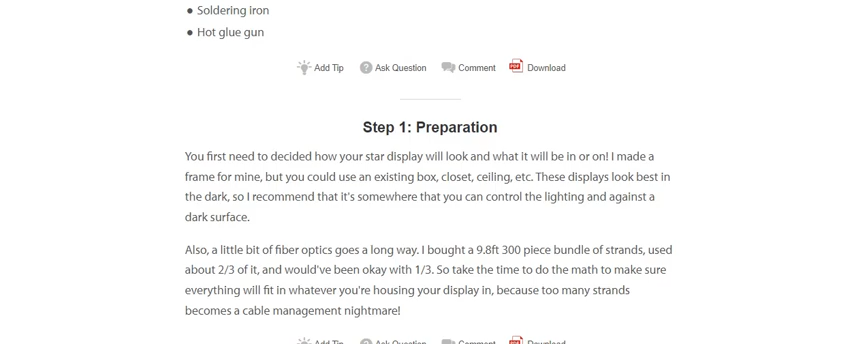 ● Soldering iron
● Hot glue gun
Add Tip Ask Question Comment PDF Download
Step 1: Preparation
You first need to decided how your star display will look and what it will be in or on! I made a
frame for mine, but you could use an existing box, closet, ceiling, etc. These displays look best in
the dark, so I recommend that it's somewhere that you can control the lighting and against a
dark surface.
Also, a little bit of fiber optics goes a long way. I bought a 9.8ft 300 piece bundle of strands, used
about 2/3 of it, and would've been okay with 1/3. So take the time to do the math to make sure
everything will fit in whatever you're housing your display in, because too many strands
becomes a cable management nightmare!
Add Tip Ask Question Comment PDF Download